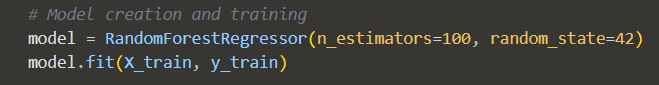 # Model creation and training
model = RandomForestRegressor(n_estimators=100, random_state=42)
model.fit(X_train, y_train)